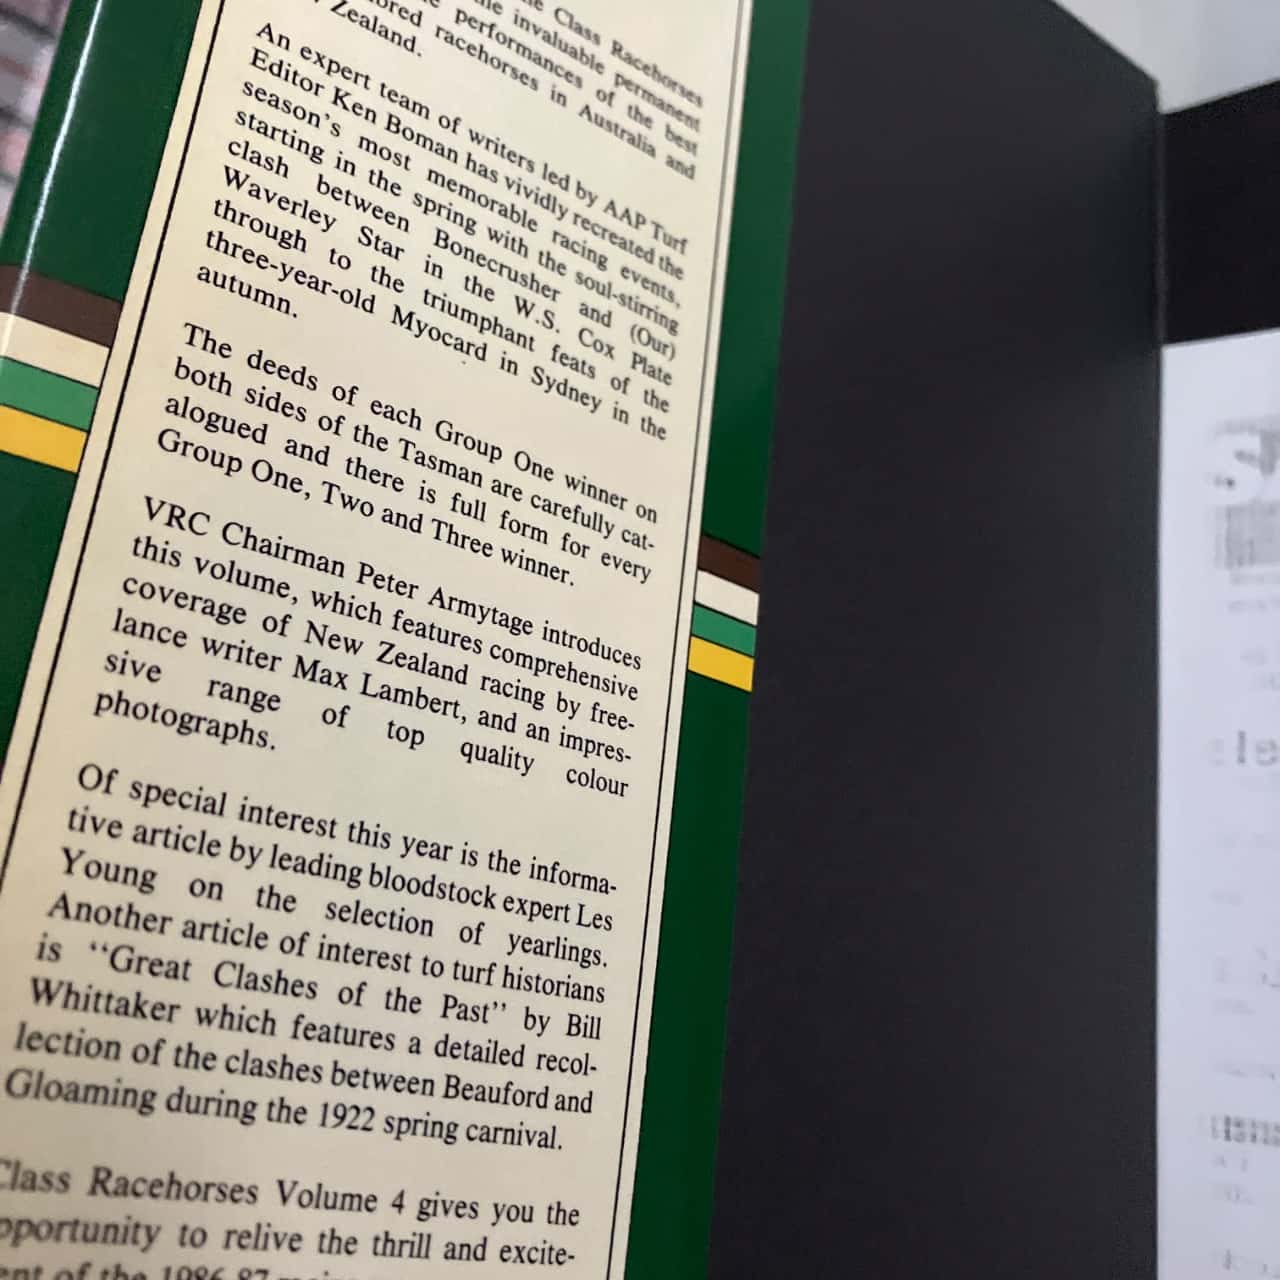 Class Racehorses
invaluable permanent
performances of the best
racehorses in Australia and
Zealand.
An expert team of writers led by AAP Turf
Editor Ken Boman has vividly recreated the
season's most memorable racing events,
starting in the spring with the soul-stirring
clash between Bonecrusher and (Our)
Waverley Star in the W.S. Cox Plate
through to the triumphant feats of the
three-year-old Myocard in Sydney in the
autumn.
The deeds of each Group One winner on
both sides of the Tasman are carefully cat-
alogued and there is full form for every
Group One, Two and Three winner.
VRC Chairman Peter Armytage introduces
this volume, which features comprehensive
coverage of New Zealand racing by free-
lance writer Max Lambert, and an impres-
sive range of top quality colour
photographs.
Of special interest this year is the informa-
tive article by leading bloodstock expert Les
Young on the selection of yearlings.
Another article of interest to turf historians
is “Great Clashes of the Past” by Bill
Whittaker which features a detailed recol-
lection of the clashes between Beauford and
Gloaming during the 1922 spring carnival.
Class Racehorses Volume 4 gives you the
to relive the thrill and excite-
of the 1986-87